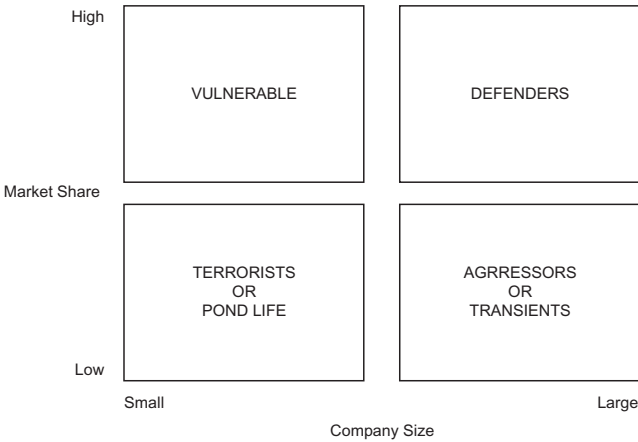 High
VULNERABLE
DEFENDERS
Market Share
TERRORISTS
OR
POND LIFE
AGRRESSORS
OR
TRANSIENTS
Low
Small
Large
Company Size